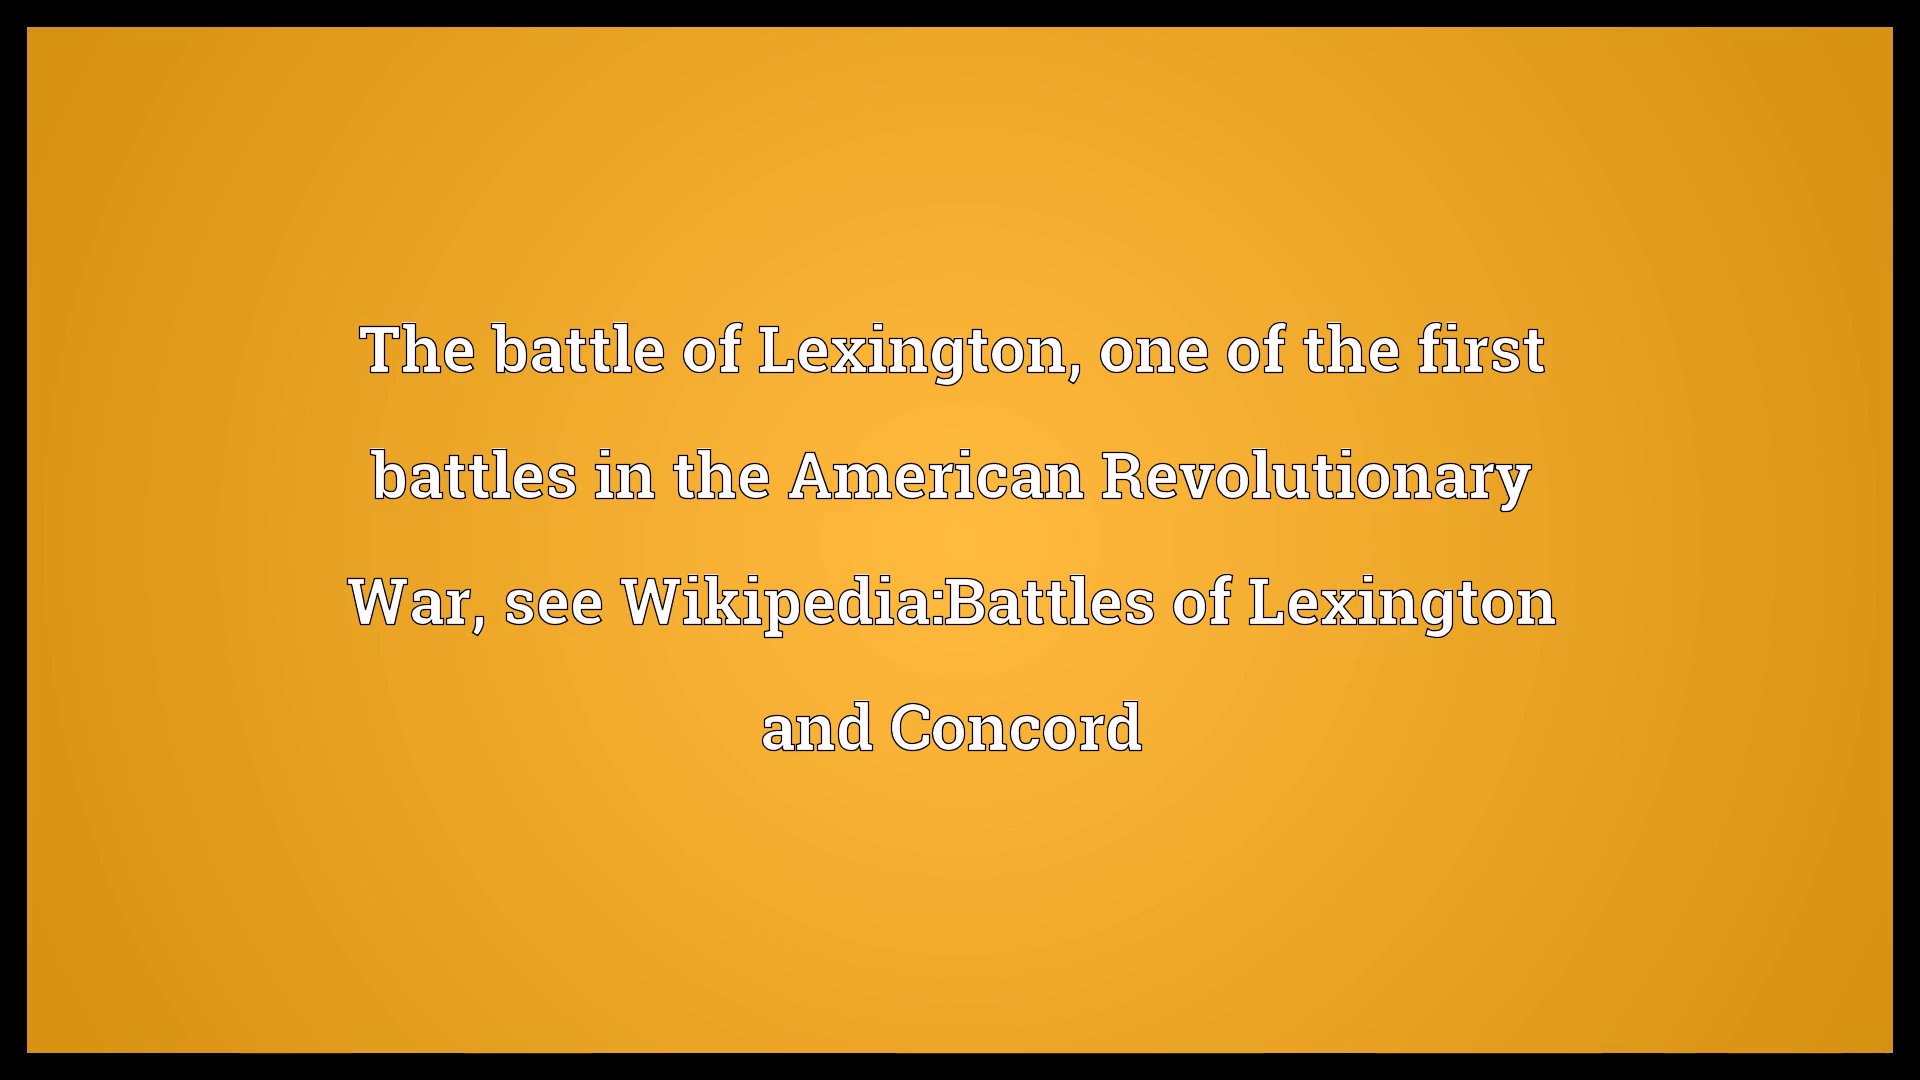 The battle of Lexington, one of the first
battles in the American Revolutionary
War, see Wikipedia:Battles of Lexington
and Concord